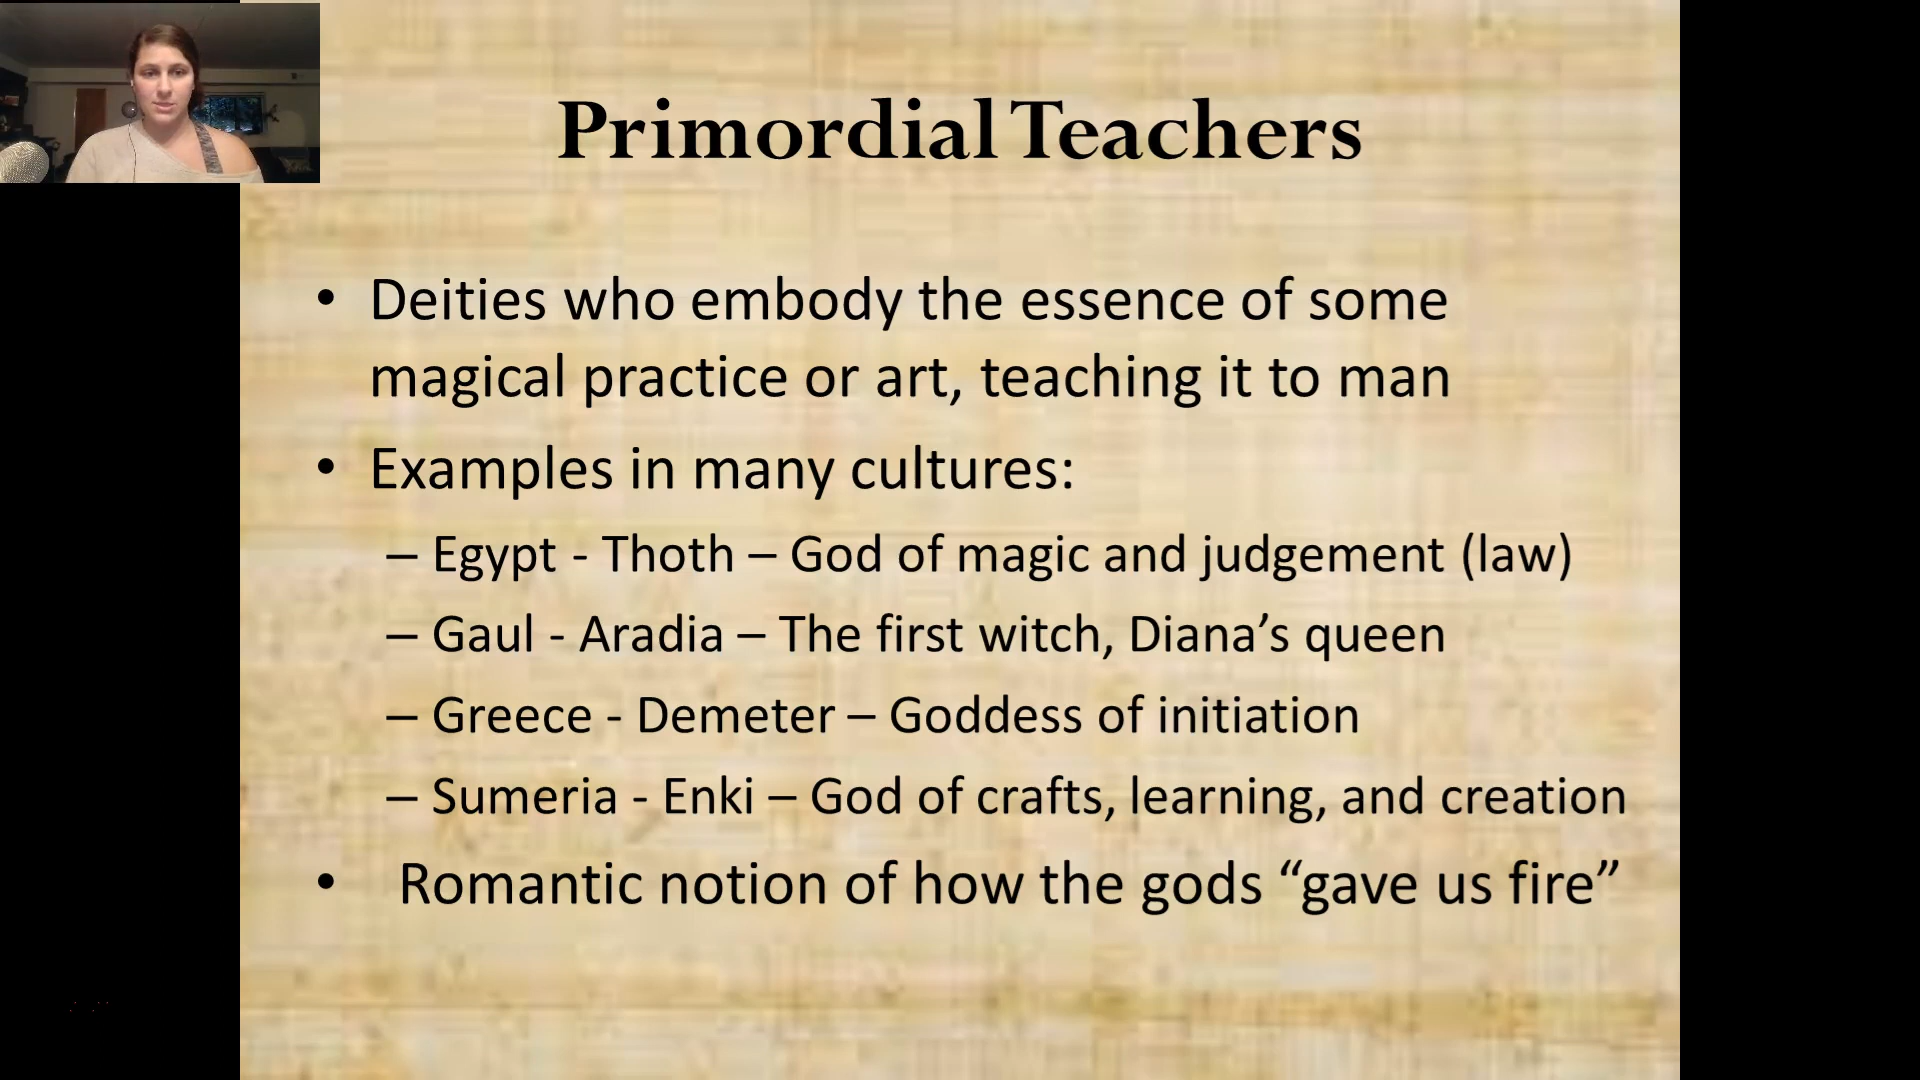 Primordial Teachers
• Deities who embody the essence of some
magical practice or art, teaching it to man
• Examples in many cultures:
– Egypt - Thoth – God of magic and judgement (law)
– Gaul - Aradia – The first witch, Diana’s queen
– Greece - Demeter – Goddess of initiation
– Sumeria - Enki – God of crafts, learning, and creation
• Romantic notion of how the gods “gave us fire”